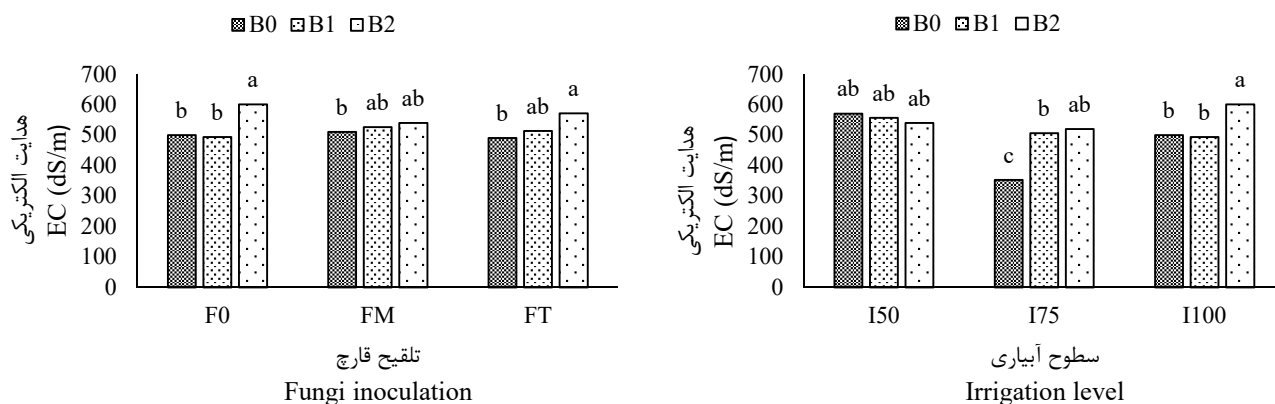 B0 B1 B2
هدایت الکتریکی
EC (dS/m)
700
600
500
400
300
200
100
0
b b a
b ab ab
b ab a
F0 FM FT
تلقیح قارچ
Fungi inoculation
B0 B1 B2
هدایت الکتریکی
EC (dS/m)
700
600
500
400
300
200
100
0
ab ab ab
c b ab
b b a
I50 I75 I100
سطوح آبیاری
Irrigation level